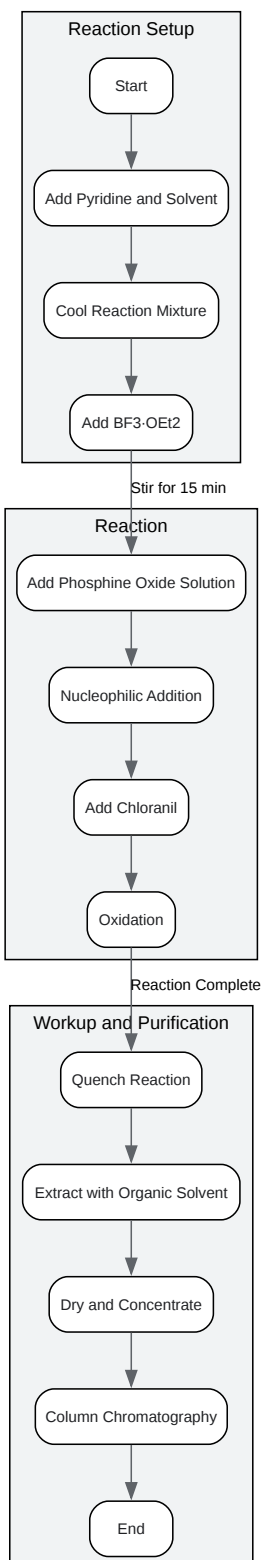 Reaction Setup
Start
Add Pyridine and Solvent
Cool Reaction Mixture
Add BF3·OEt2
Stir for 15 min
Reaction
Add Phosphine Oxide Solution
Nucleophilic Addition
Add Chloranil
Oxidation
Reaction Complete
Workup and Purification
Quench Reaction
Extract with Organic Solvent
Dry and Concentrate
Column Chromatography
End